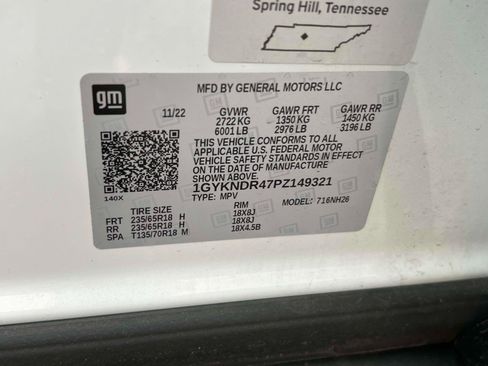 Spring Hill, Tennessee
gm
MFD BY GENERAL MOTORS LLC
11/22 GVWR GAWR FRT GAWR RR
2722 KG 1350 KG 1450 KG
6001 LB 2976 LB 3196 LB
THIS VEHICLE CONFORMS TO ALL
APPLICABLE U.S. FEDERAL MOTOR
VEHICLE SAFETY STANDARDS IN EFFECT
ON THE DATE OF MANUFACTURE
SHOWN ABOVE.
1GYKNDR47PZ149321
140X
TYPE: MPV MODEL: 716NH26
TIRE SIZE RIM
FRT 235/65R18 H 18X8J
RR 235/65R18 H 18X8J
SPA T135/70R18 M 18X4.5B